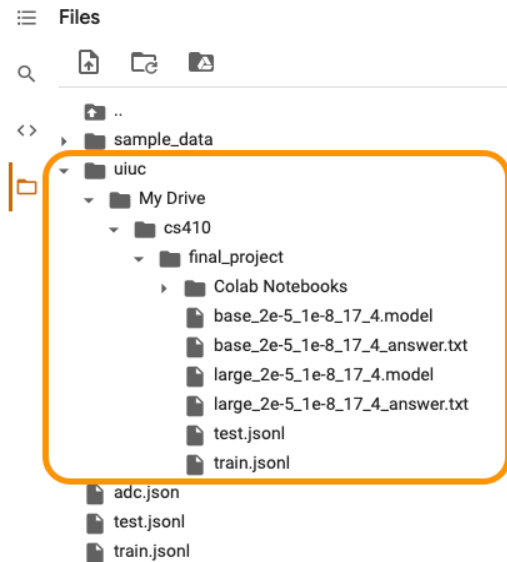 Files
..
sample_data
uiuc
My Drive
cs410
final_project
Colab Notebooks
base_2e-5_1e-8_17_4.model
base_2e-5_1e-8_17_4_answer.txt
large_2e-5_1e-8_17_4.model
large_2e-5_1e-8_17_4_answer.txt
test.jsonl
train.jsonl
adc.json
test.jsonl
train.jsonl